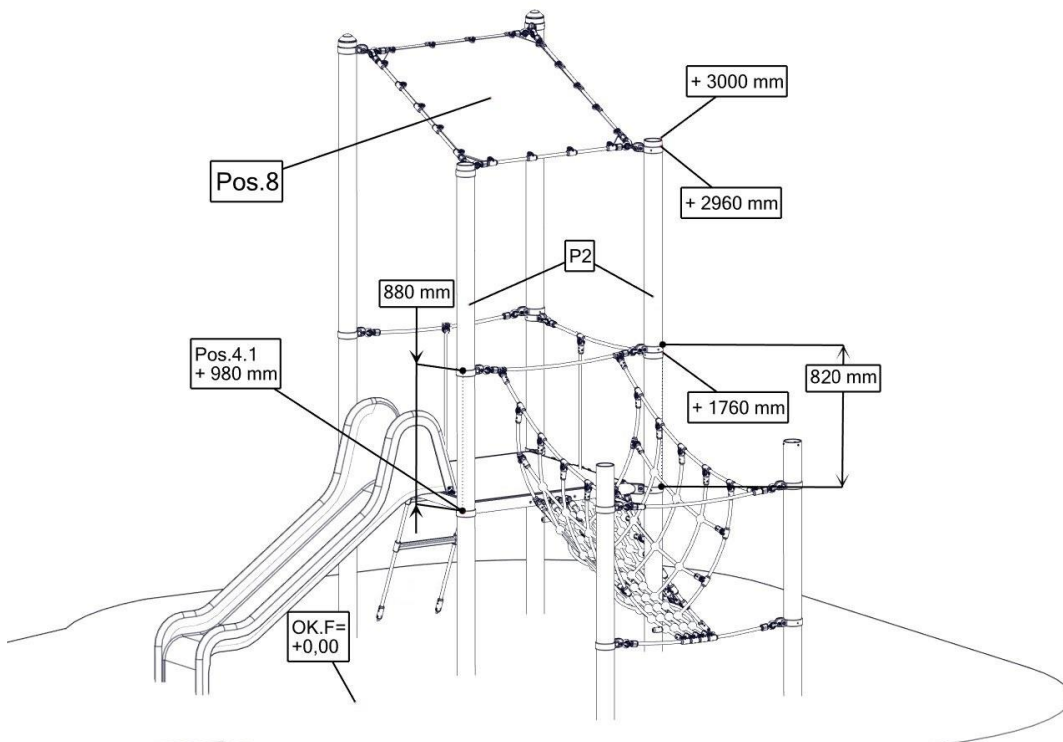 + 3000 mm
Pos.8
+ 2960 mm
P2
880 mm
Pos.4.1
+ 980 mm
820 mm
+ 1760 mm
OK.F=
+0,00